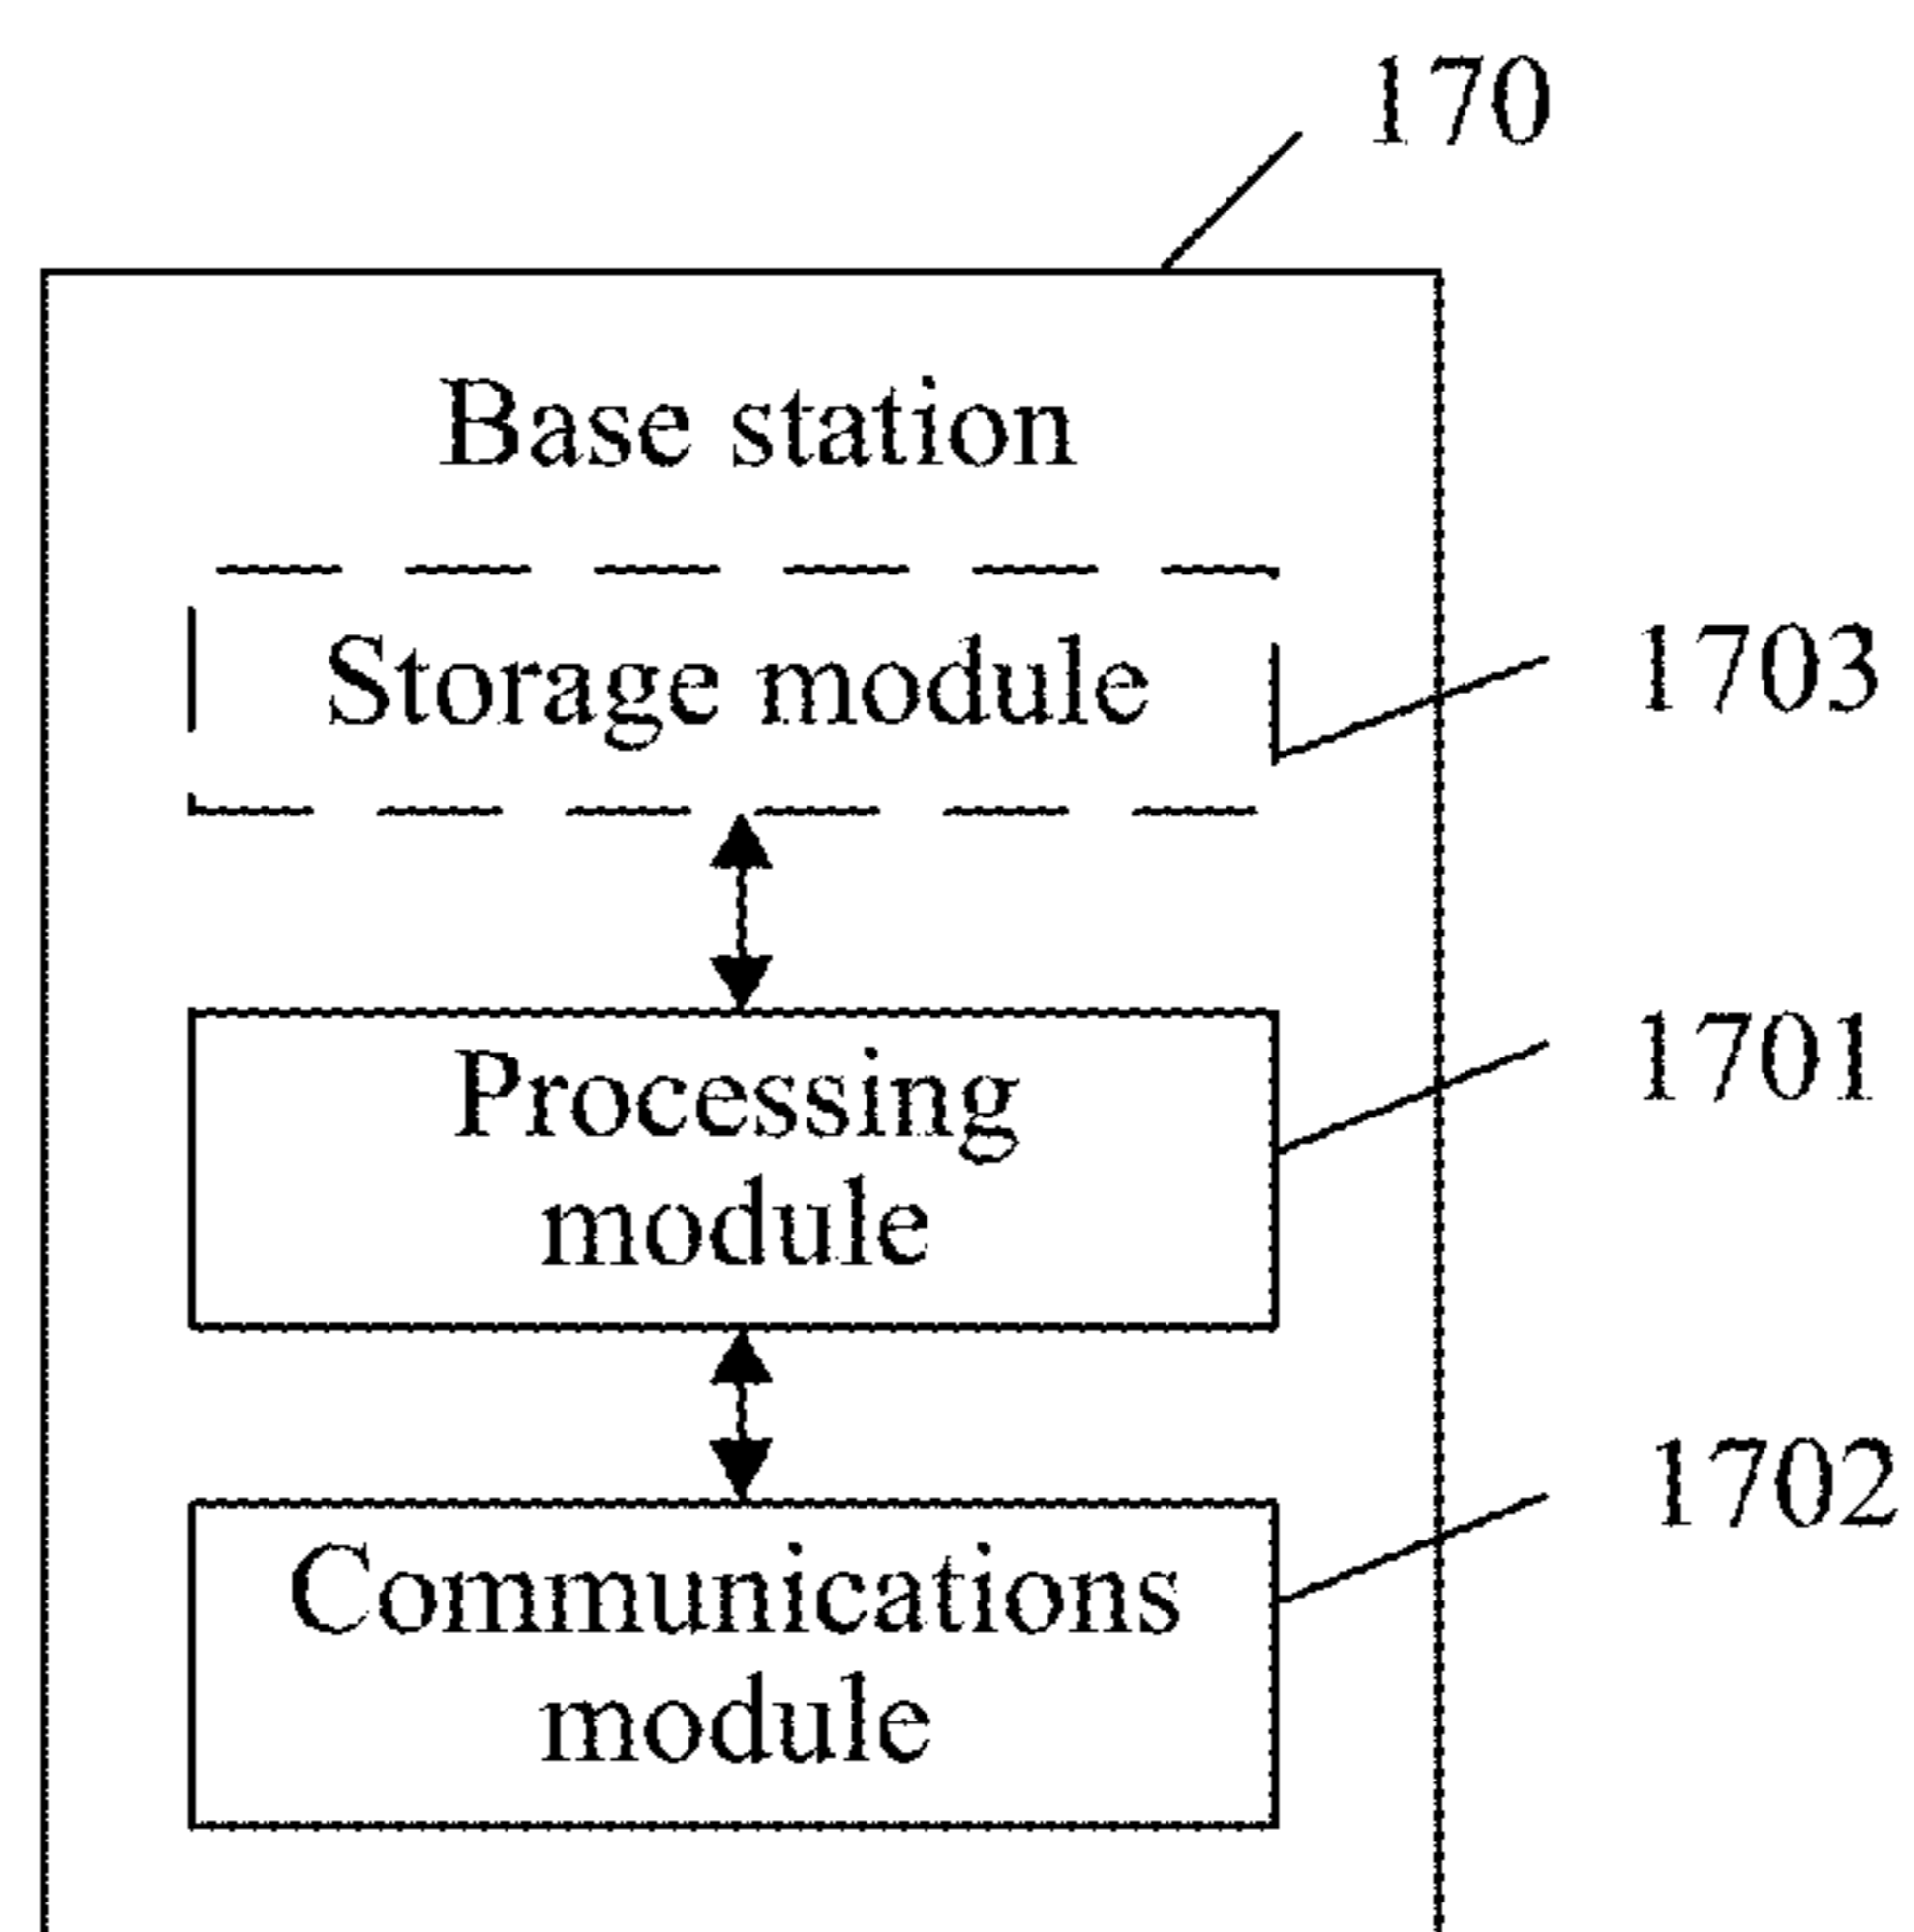 170
Base station
Storage module
1703
Processing
module
1701
Communications
module
1702